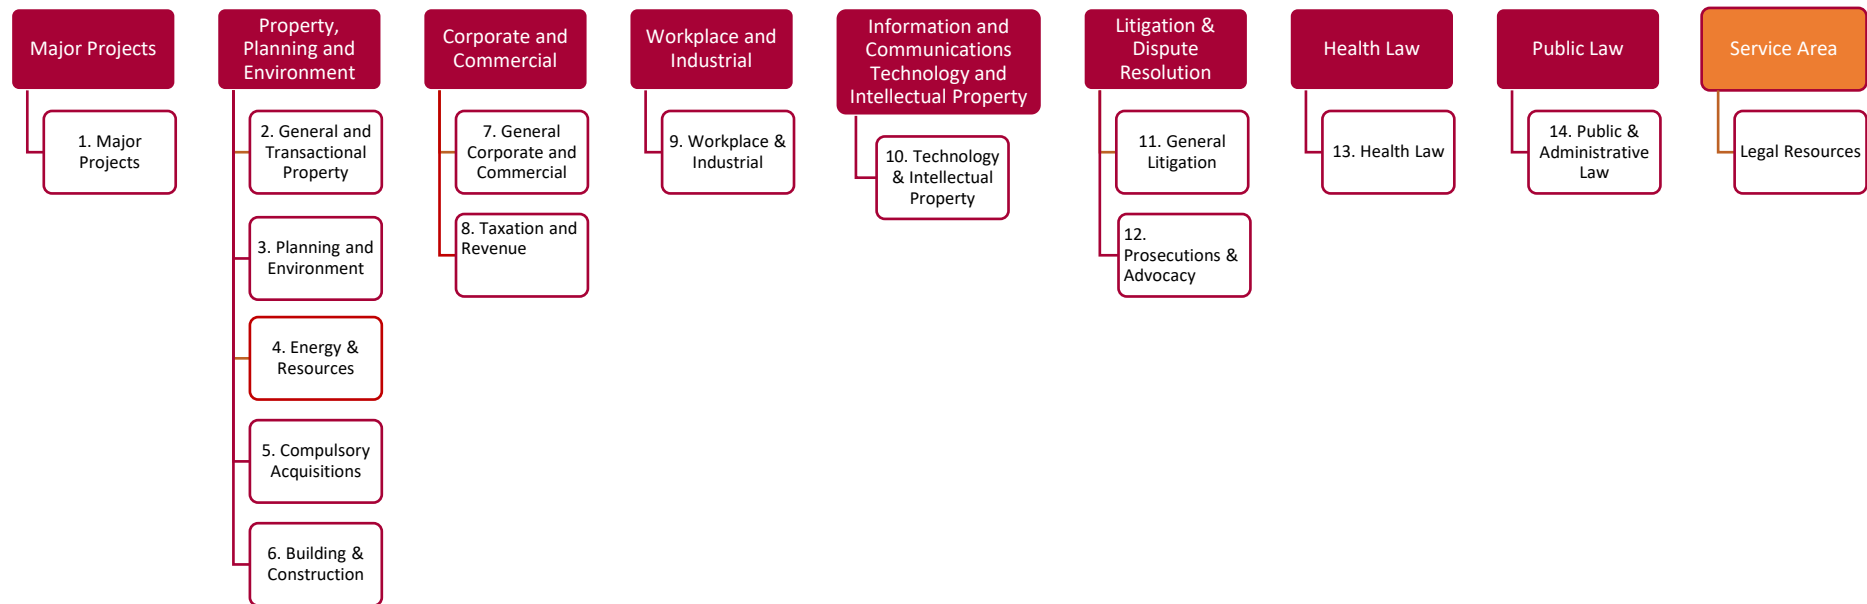 Major Projects
1. Major
Projects
Property,
Planning and
Environment
2. General and
Transactional
Property
3. Planning and
Environment
4. Energy &
Resources
5. Compulsory
Acquisitions
6. Building &
Construction
Corporate and
Commercial
7. General
Corporate and
Commercial
8. Taxation and
Revenue
Workplace and
Industrial
9. Workplace &
Industrial
Information and
Communications
Technology and
Intellectual Property
10. Technology
& Intellectual
Property
Litigation &
Dispute
Resolution
11. General
Litigation
12.
Prosecutions &
Advocacy
Health Law
13. Health Law
Public Law
14. Public &
Administrative
Law
Service Area
Legal Resources